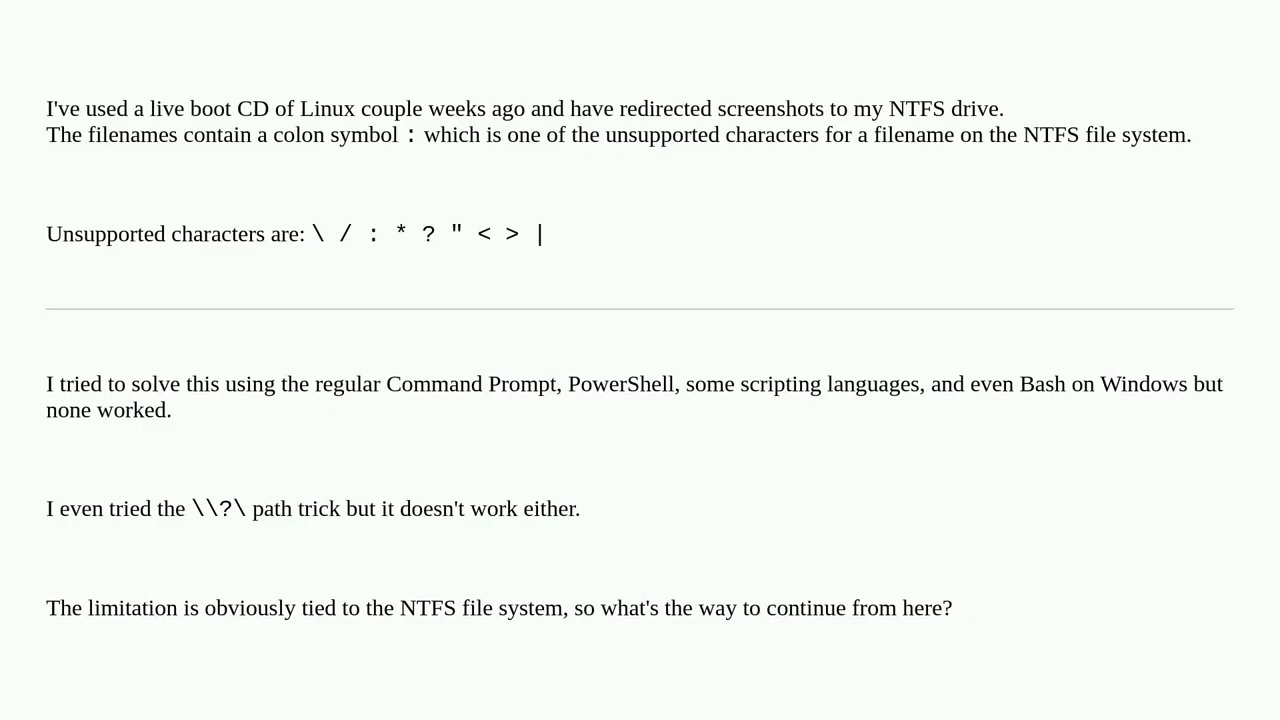 I've used a live boot CD of Linux couple weeks ago and have redirected screenshots to my NTFS drive.
The filenames contain a colon symbol : which is one of the unsupported characters for a filename on the NTFS file system.
Unsupported characters are: \ / : * ? " < > |
I tried to solve this using the regular Command Prompt, PowerShell, some scripting languages, and even Bash on Windows but
none worked.
I even tried the \\?\ path trick but it doesn't work either.
The limitation is obviously tied to the NTFS file system, so what's the way to continue from here?